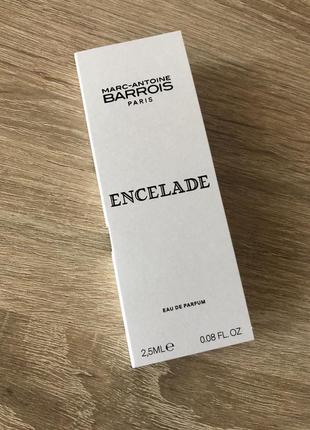 MARC-ANTOINE
BARROIS
PARIS
ENCELADE
EAU DE PARFUM
2,5ML℮ 0.08 FL. OZ